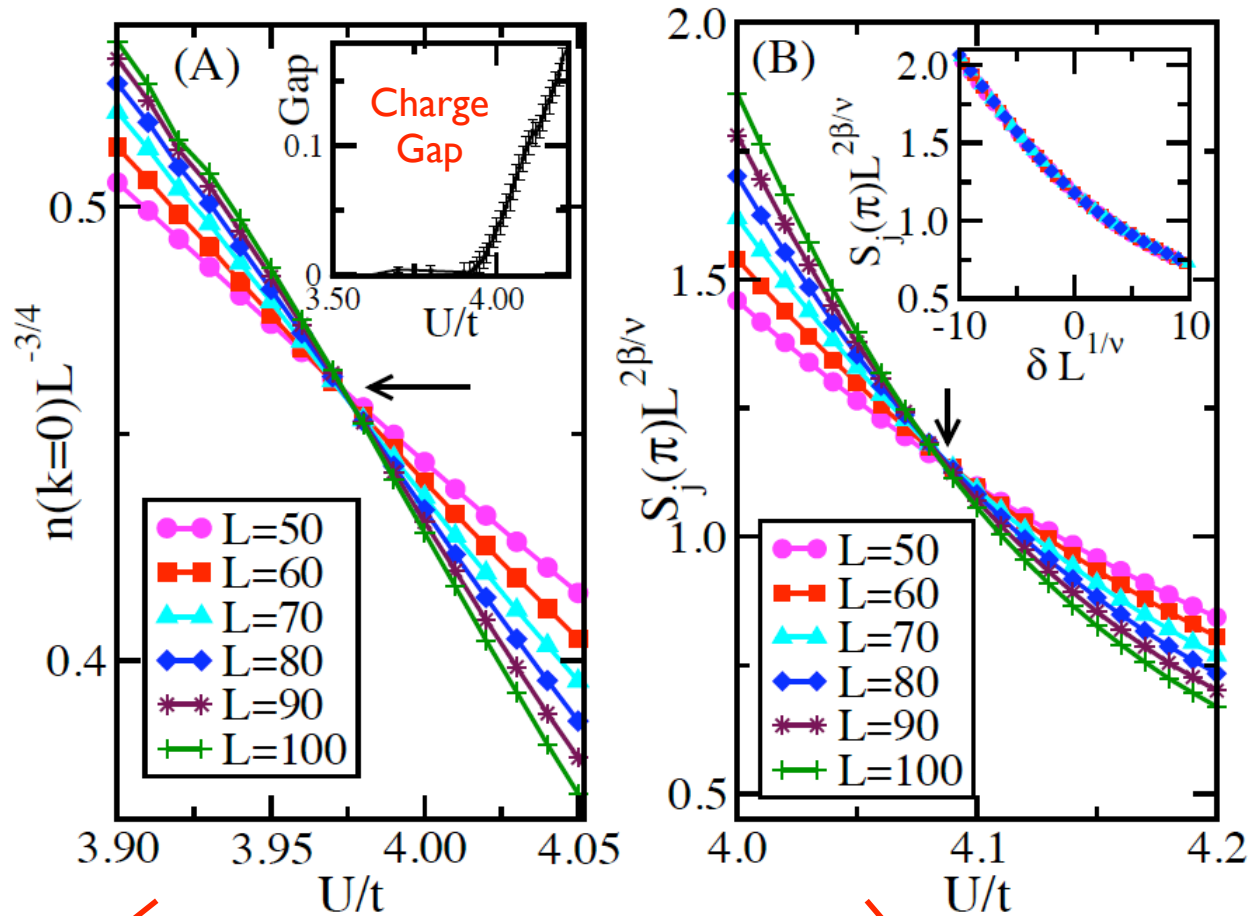 (A)
Gap
0.1
0
Charge
Gap
3.50
4.00
U/t
n(k=0)L^-3/4
0.5
0.4
L=50
L=60
L=70
L=80
L=90
L=100
3.90
3.95
4.00
4.05
U/t
(B)
S_j(π)L^2β/ν
2.0
1.5
1.0
0.5
-10
0
10
δ L^1/ν
S_j(π)L^2β/ν
2.0
1.5
1.0
0.5
L=50
L=60
L=70
L=80
L=90
L=100
4.0
4.1
4.2
U/t